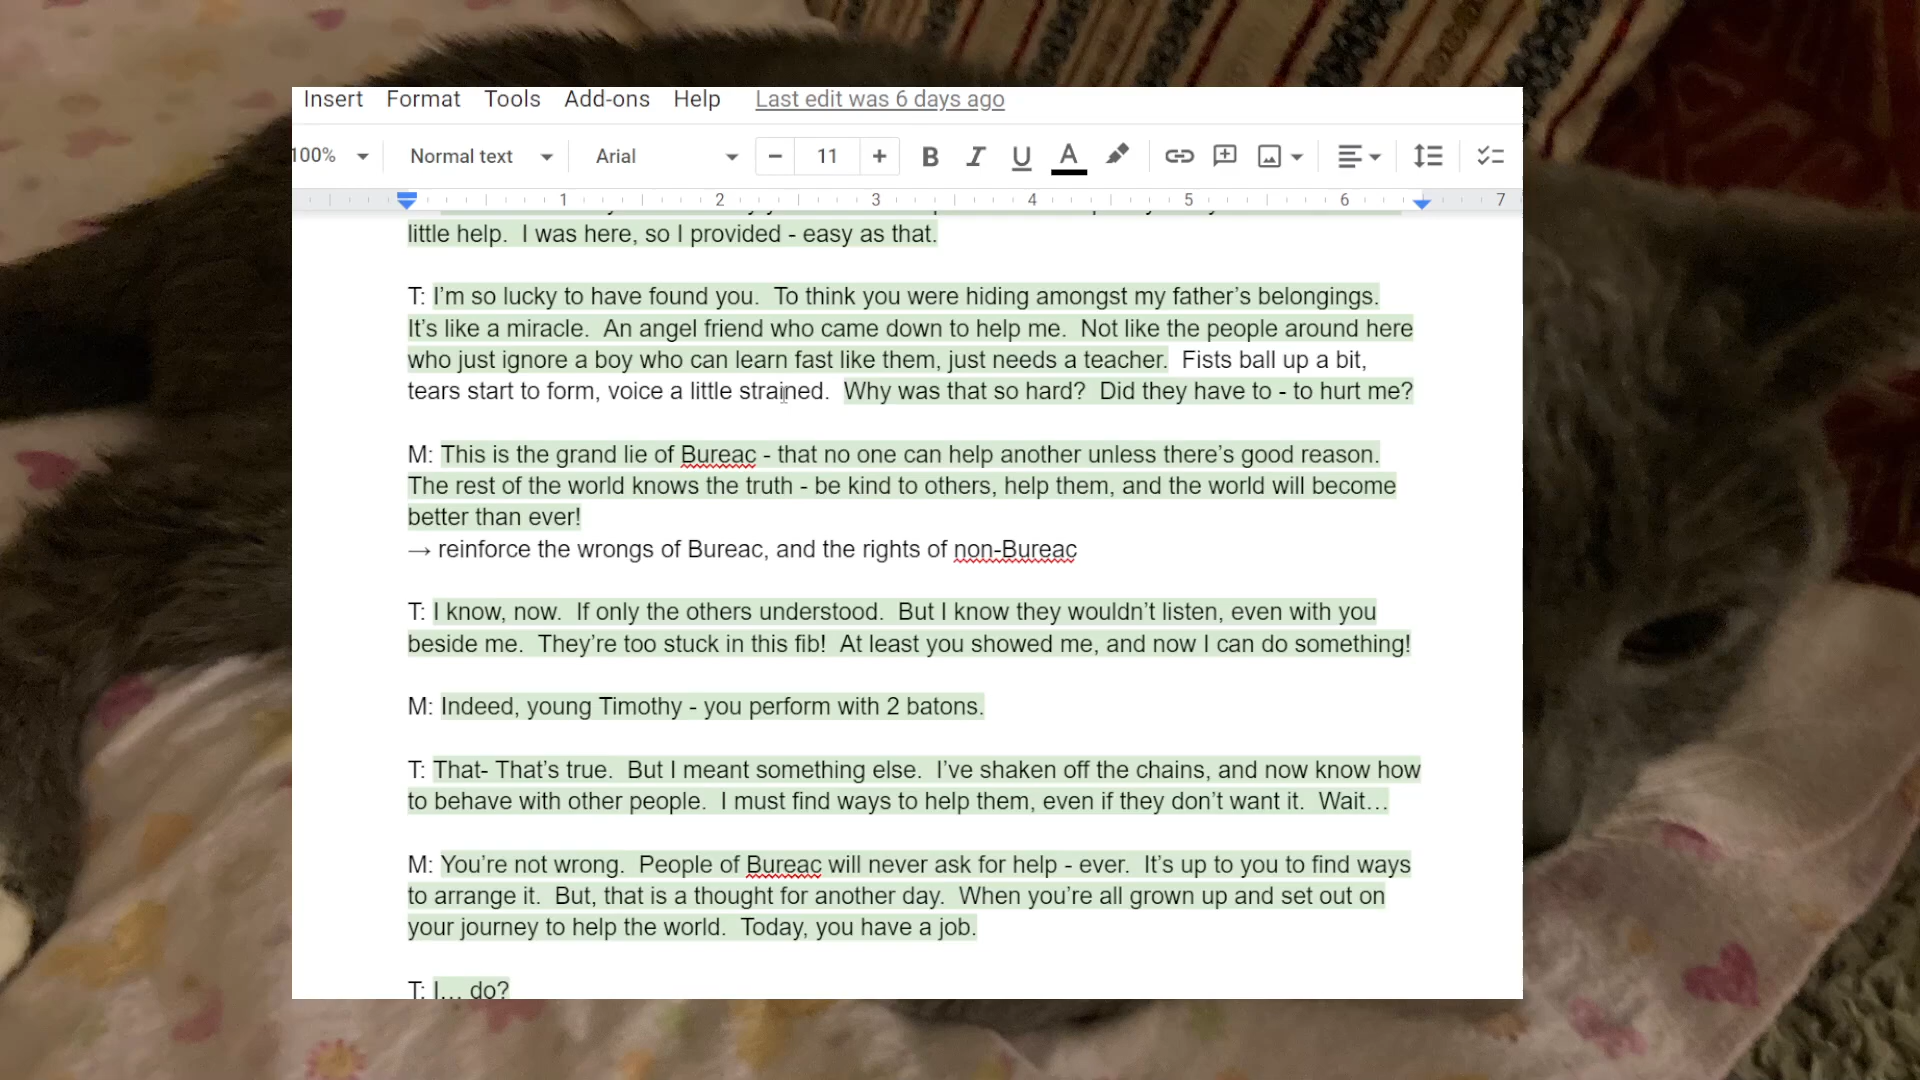 Insert Format Tools Add-ons Help Last edit was 6 days ago
100% Normal text Arial − 11 + B I U A
1 2 3 4 5 6 7
little help.  I was here, so I provided - easy as that.
T: I’m so lucky to have found you.  To think you were hiding amongst my father’s belongings.
It’s like a miracle.  An angel friend who came down to help me.  Not like the people around here
who just ignore a boy who can learn fast like them, just needs a teacher.  Fists ball up a bit,
tears start to form, voice a little strained.  Why was that so hard?  Did they have to - to hurt me?
M: This is the grand lie of Bureac - that no one can help another unless there’s good reason.
The rest of the world knows the truth - be kind to others, help them, and the world will become
better than ever!
→ reinforce the wrongs of Bureac, and the rights of non-Bureac
T: I know, now.  If only the others understood.  But I know they wouldn’t listen, even with you
beside me.  They’re too stuck in this fib!  At least you showed me, and now I can do something!
M: Indeed, young Timothy - you perform with 2 batons.
T: That- That’s true.  But I meant something else.  I’ve shaken off the chains, and now know how
to behave with other people.  I must find ways to help them, even if they don’t want it.  Wait…
M: You’re not wrong.  People of Bureac will never ask for help - ever.  It’s up to you to find ways
to arrange it.  But, that is a thought for another day.  When you’re all grown up and set out on
your journey to help the world.  Today, you have a job.
T: I… do?